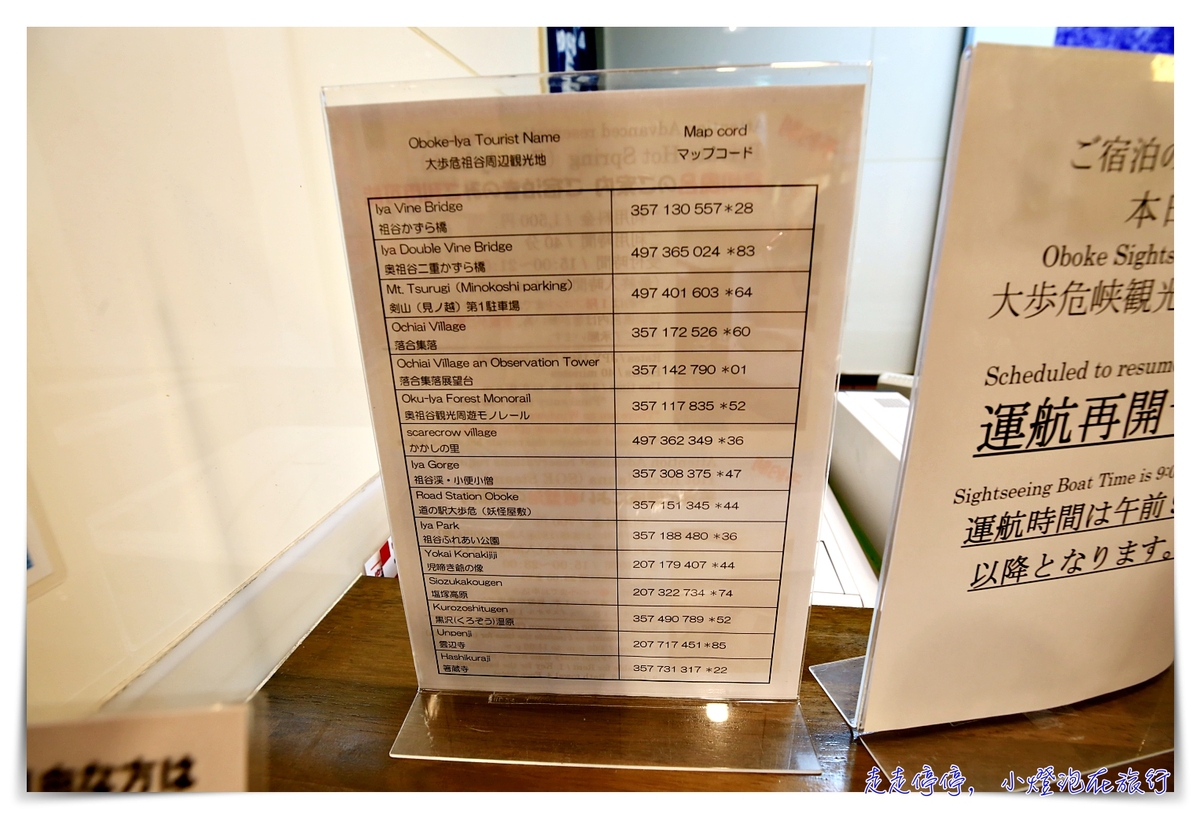 Oboke-Iya Tourist Name
大歩危祖谷周辺観光地
Map cord
マップコード
Iya Vine Bridge
祖谷かずら橋
357 130 557*28
Iya Double Vine Bridge
奥祖谷二重かずら橋
497 365 024 *83
Mt. Tsurugi (Minokoshi parking)
剣山（見ノ越）第1駐車場
497 401 603 *64
Ochiai Village
落合集落
357 172 526 *60
Ochiai Village an Observation Tower
落合集落展望台
357 142 790 *01
Oku-Iya Forest Monorail
奥祖谷観光周遊モノレール
357 117 835 *52
scarecrow village
かかしの里
497 362 349 *36
Iya Gorge
祖谷渓・小便小僧
357 308 375 *47
Road Station Oboke
道の駅大歩危（妖怪屋敷）
357 151 345 *44
Iya Park
祖谷ふれあい公園
357 188 480 *36
Yokai Konakijiji
児啼き爺の像
207 179 407 *44
Siozukakougen
塩塚高原
207 322 734 *74
Kurozoshitugen
黒沢(くろぞう)湿原
357 490 789 *52
Unpenji
雲辺寺
207 717 451*85
Hashikuraji
箸蔵寺
357 731 317 *22
ご宿泊の
本日
Oboke Sights
大歩危峡観光
Scheduled to resume
運航再開
Sightseeing Boat Time is 9:0
運航時間は午前9
以降となります。
な方は
走走停停，小燈泡在旅行